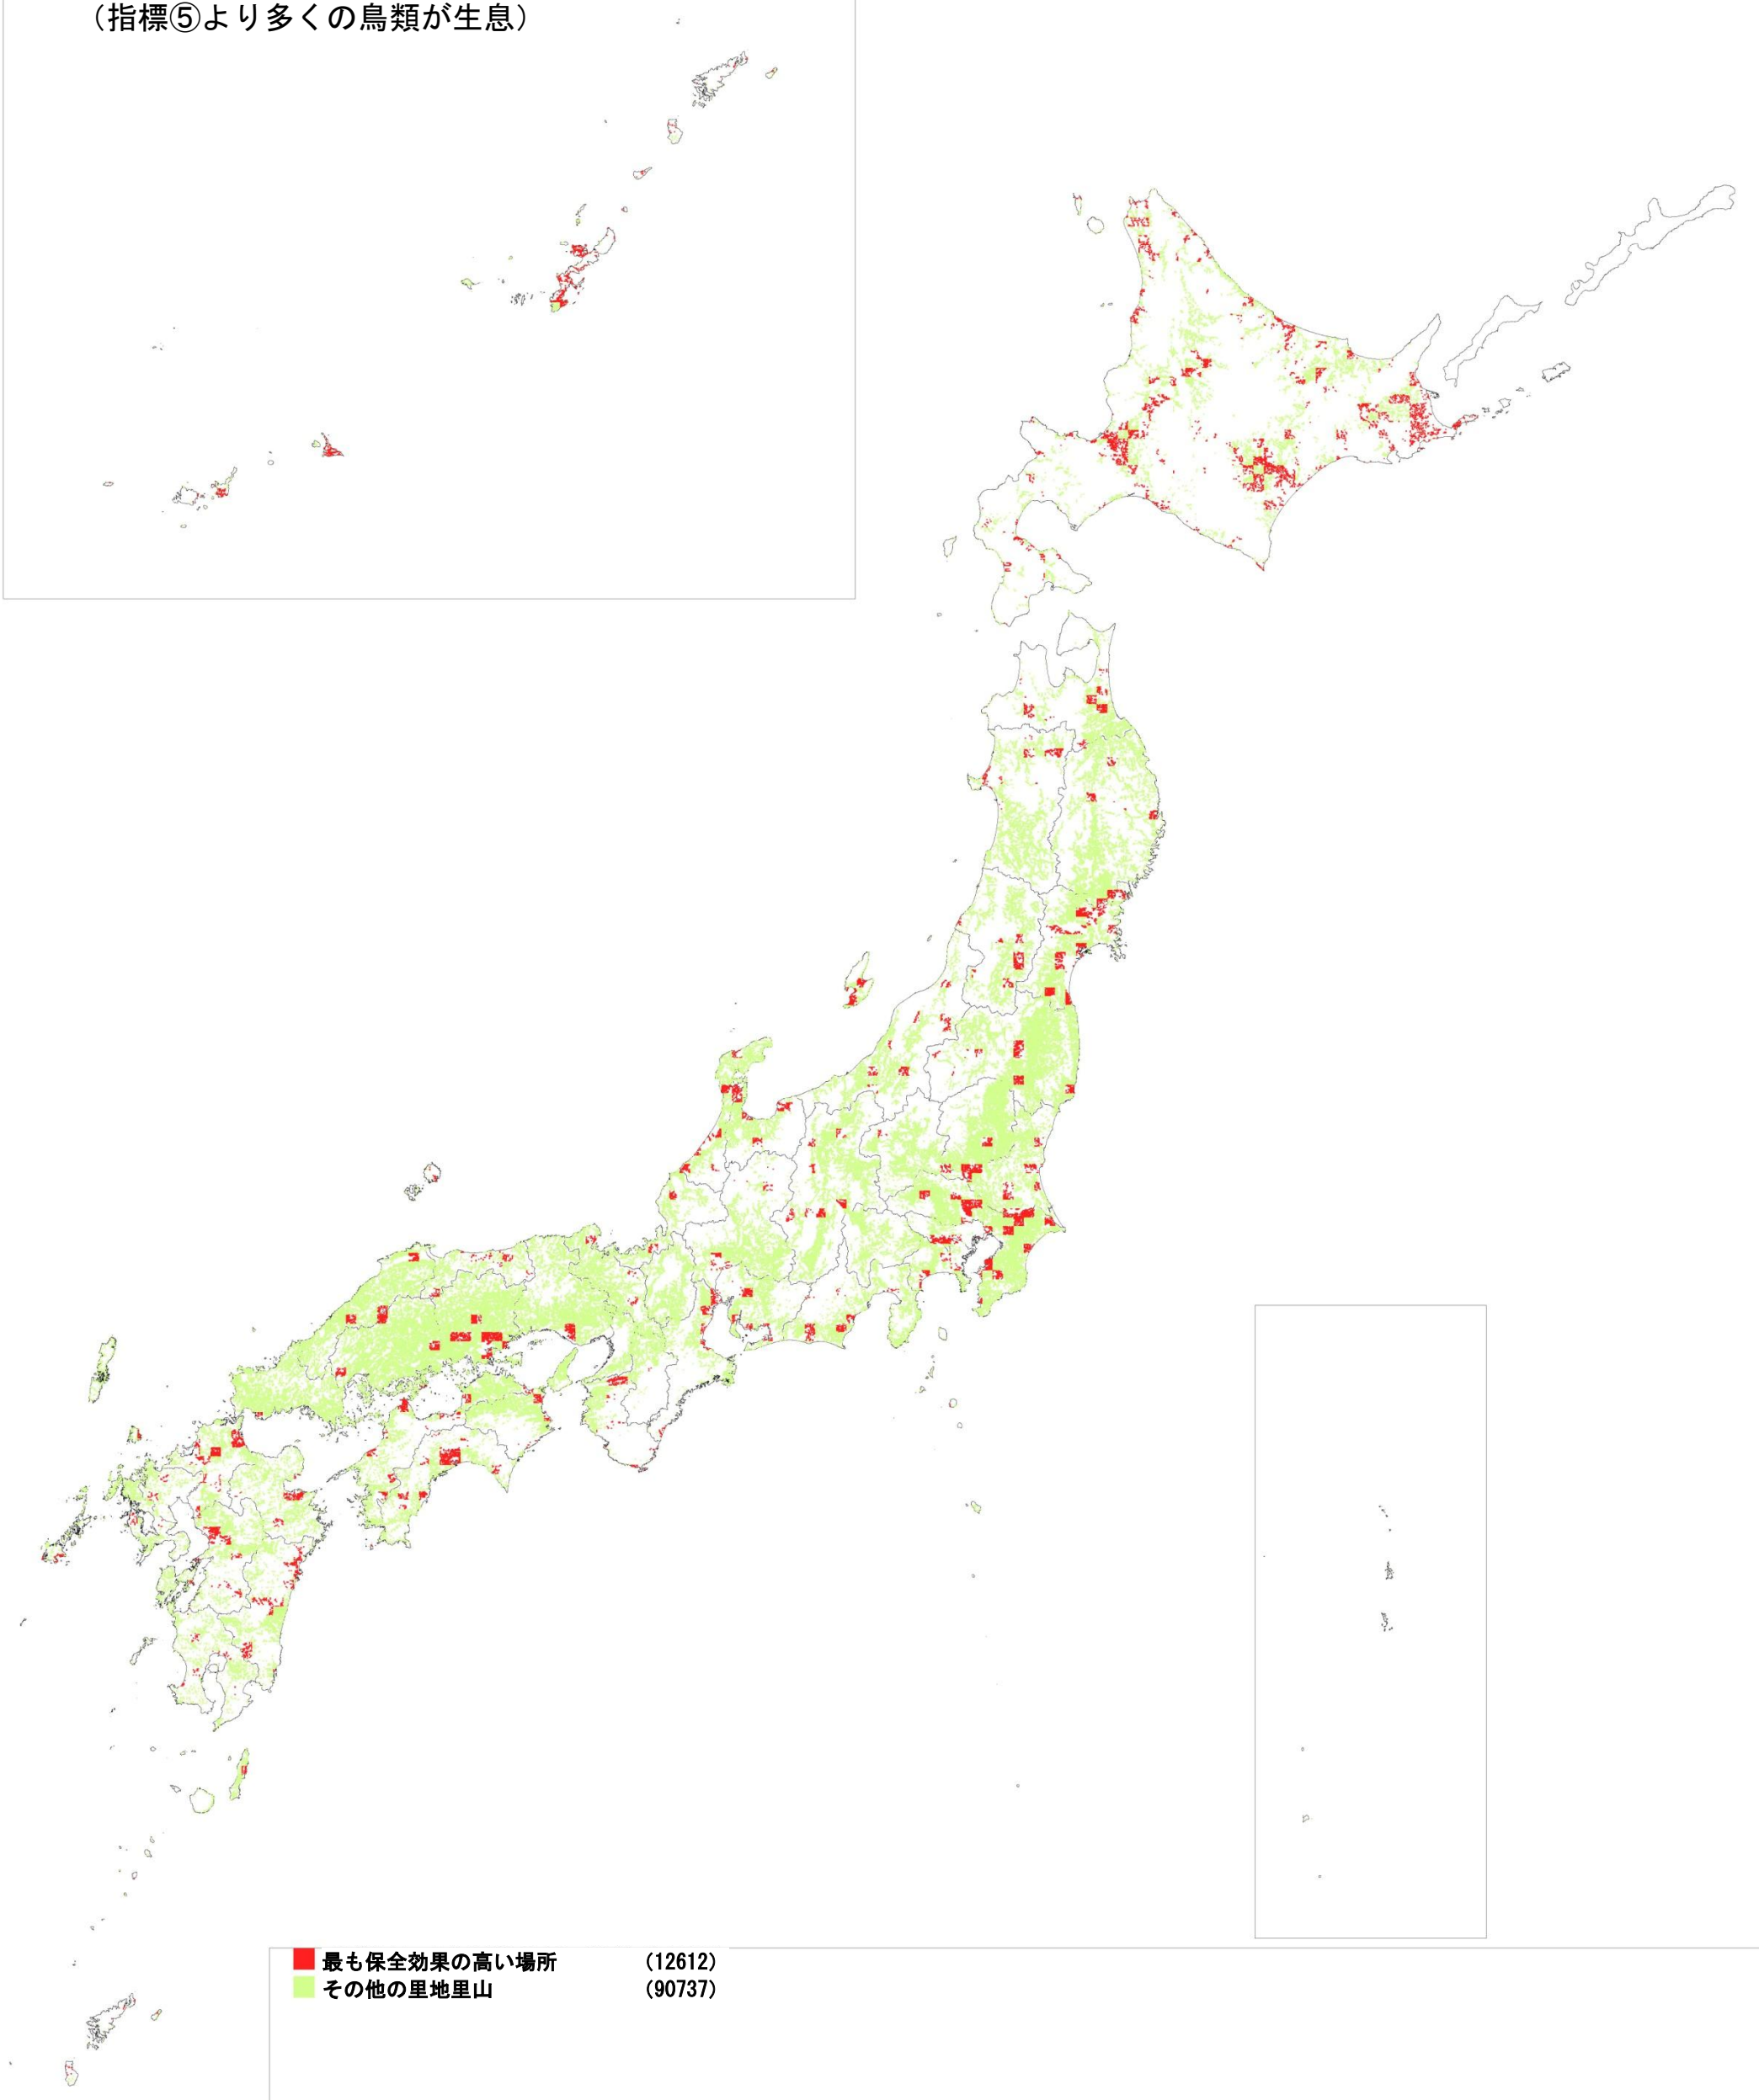 （指標⑤より多くの鳥類が生息）
最も保全効果の高い場所 （12612）
その他の里地里山 （90737）